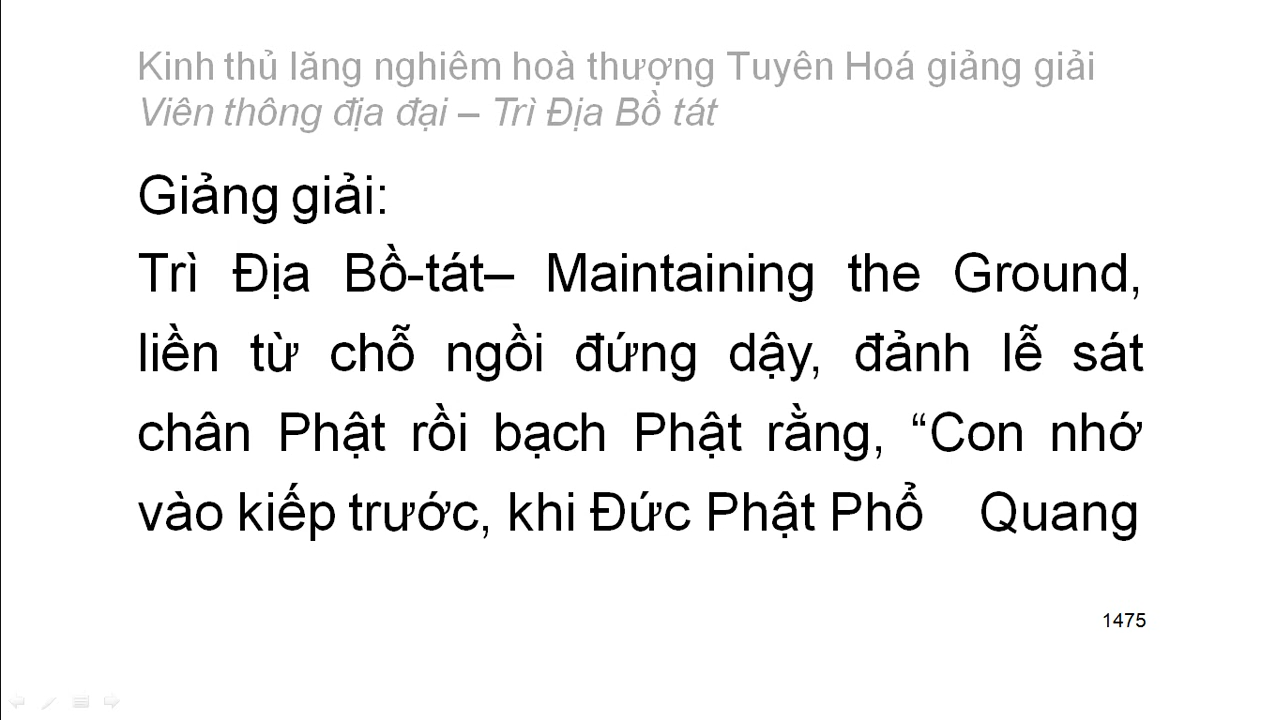 Kinh thủ lăng nghiêm hoà thượng Tuyên Hoá giảng giải
Viên thông địa đại – Trì Địa Bồ tát
Giảng giải:
Trì Địa Bồ-tát– Maintaining the Ground,
liền từ chỗ ngồi đứng dậy, đảnh lễ sát
chân Phật rồi bạch Phật rằng, “Con nhớ
vào kiếp trước, khi Đức Phật Phổ Quang
1475